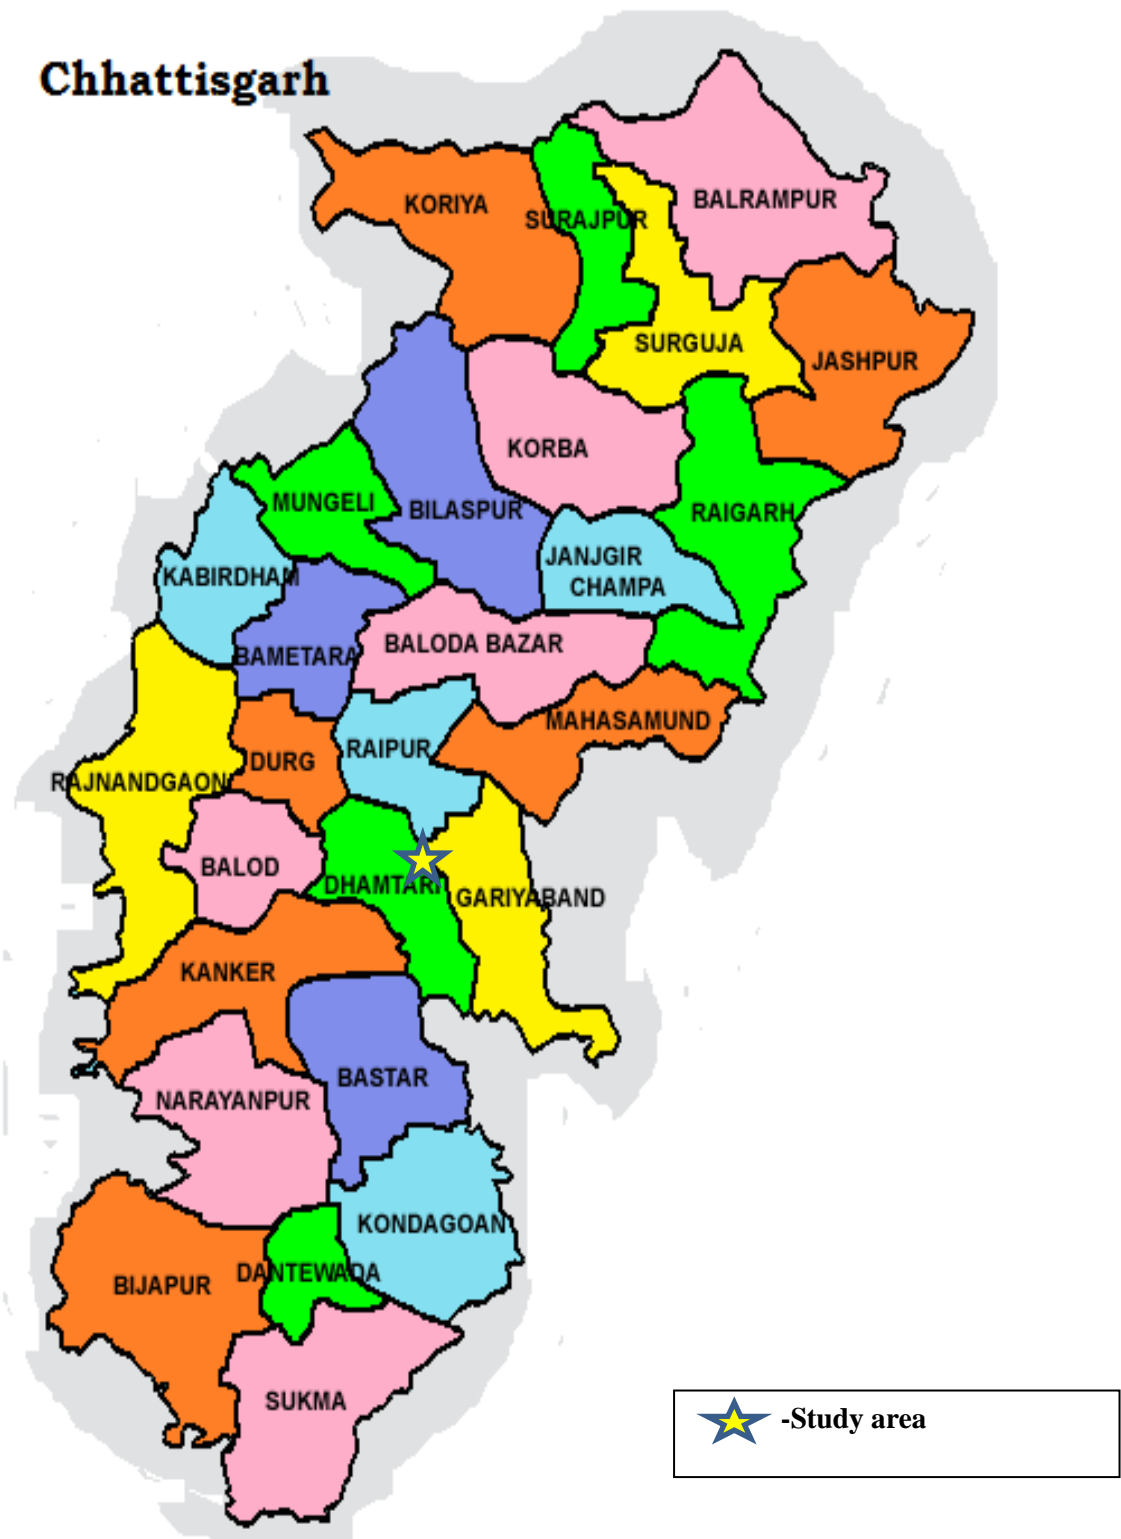 Chhattisgarh
BALRAMPUR
KORIYA
SURAJPUR
SURGUJA
JASHPUR
KORBA
MUNGELI
BILASPUR
RAIGARH
JANJGIR
CHAMPA
KABIRDHAM
BAMETARA
BALODA BAZAR
MAHASAMUND
RAIPUR
DURG
RAJNANDGAON
BALOD
DHAMTARI
GARIYABAND
KANKER
BASTAR
NARAYANPUR
KONDAGOAN
DANTEWADA
BIJAPUR
SUKMA
-Study area